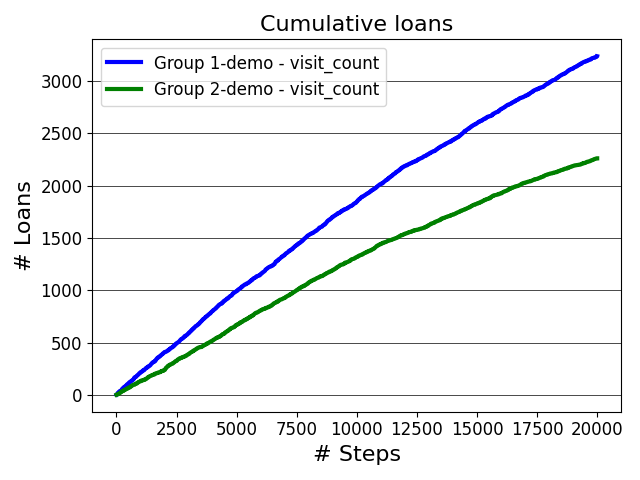 Cumulative loans
Group 1-demo - visit_count
Group 2-demo - visit_count
# Loans
3000
2500
2000
1500
1000
500
0
0 2500 5000 7500 10000 12500 15000 17500 20000
# Steps